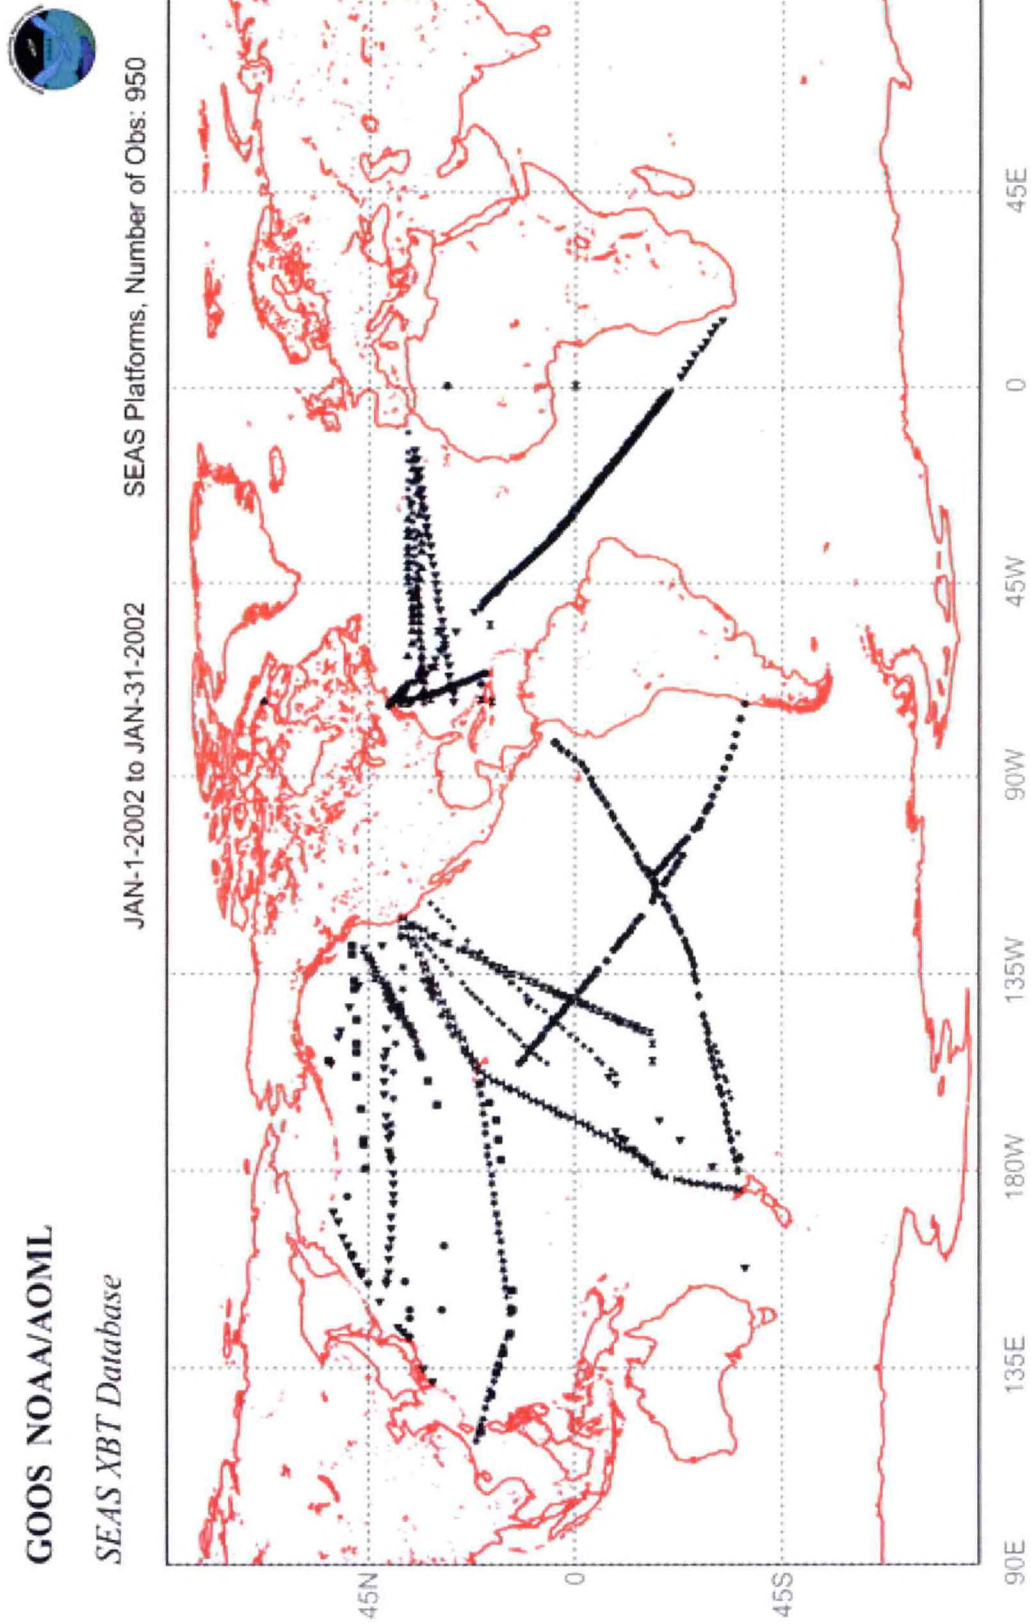 GOOS NOAA/AOML
SEAS XBT Database
JAN-1-2002 to JAN-31-2002 SEAS Platforms, Number of Obs: 950
45N
0
45S
90E 135E 180W 135W 90W 45W 0 45E